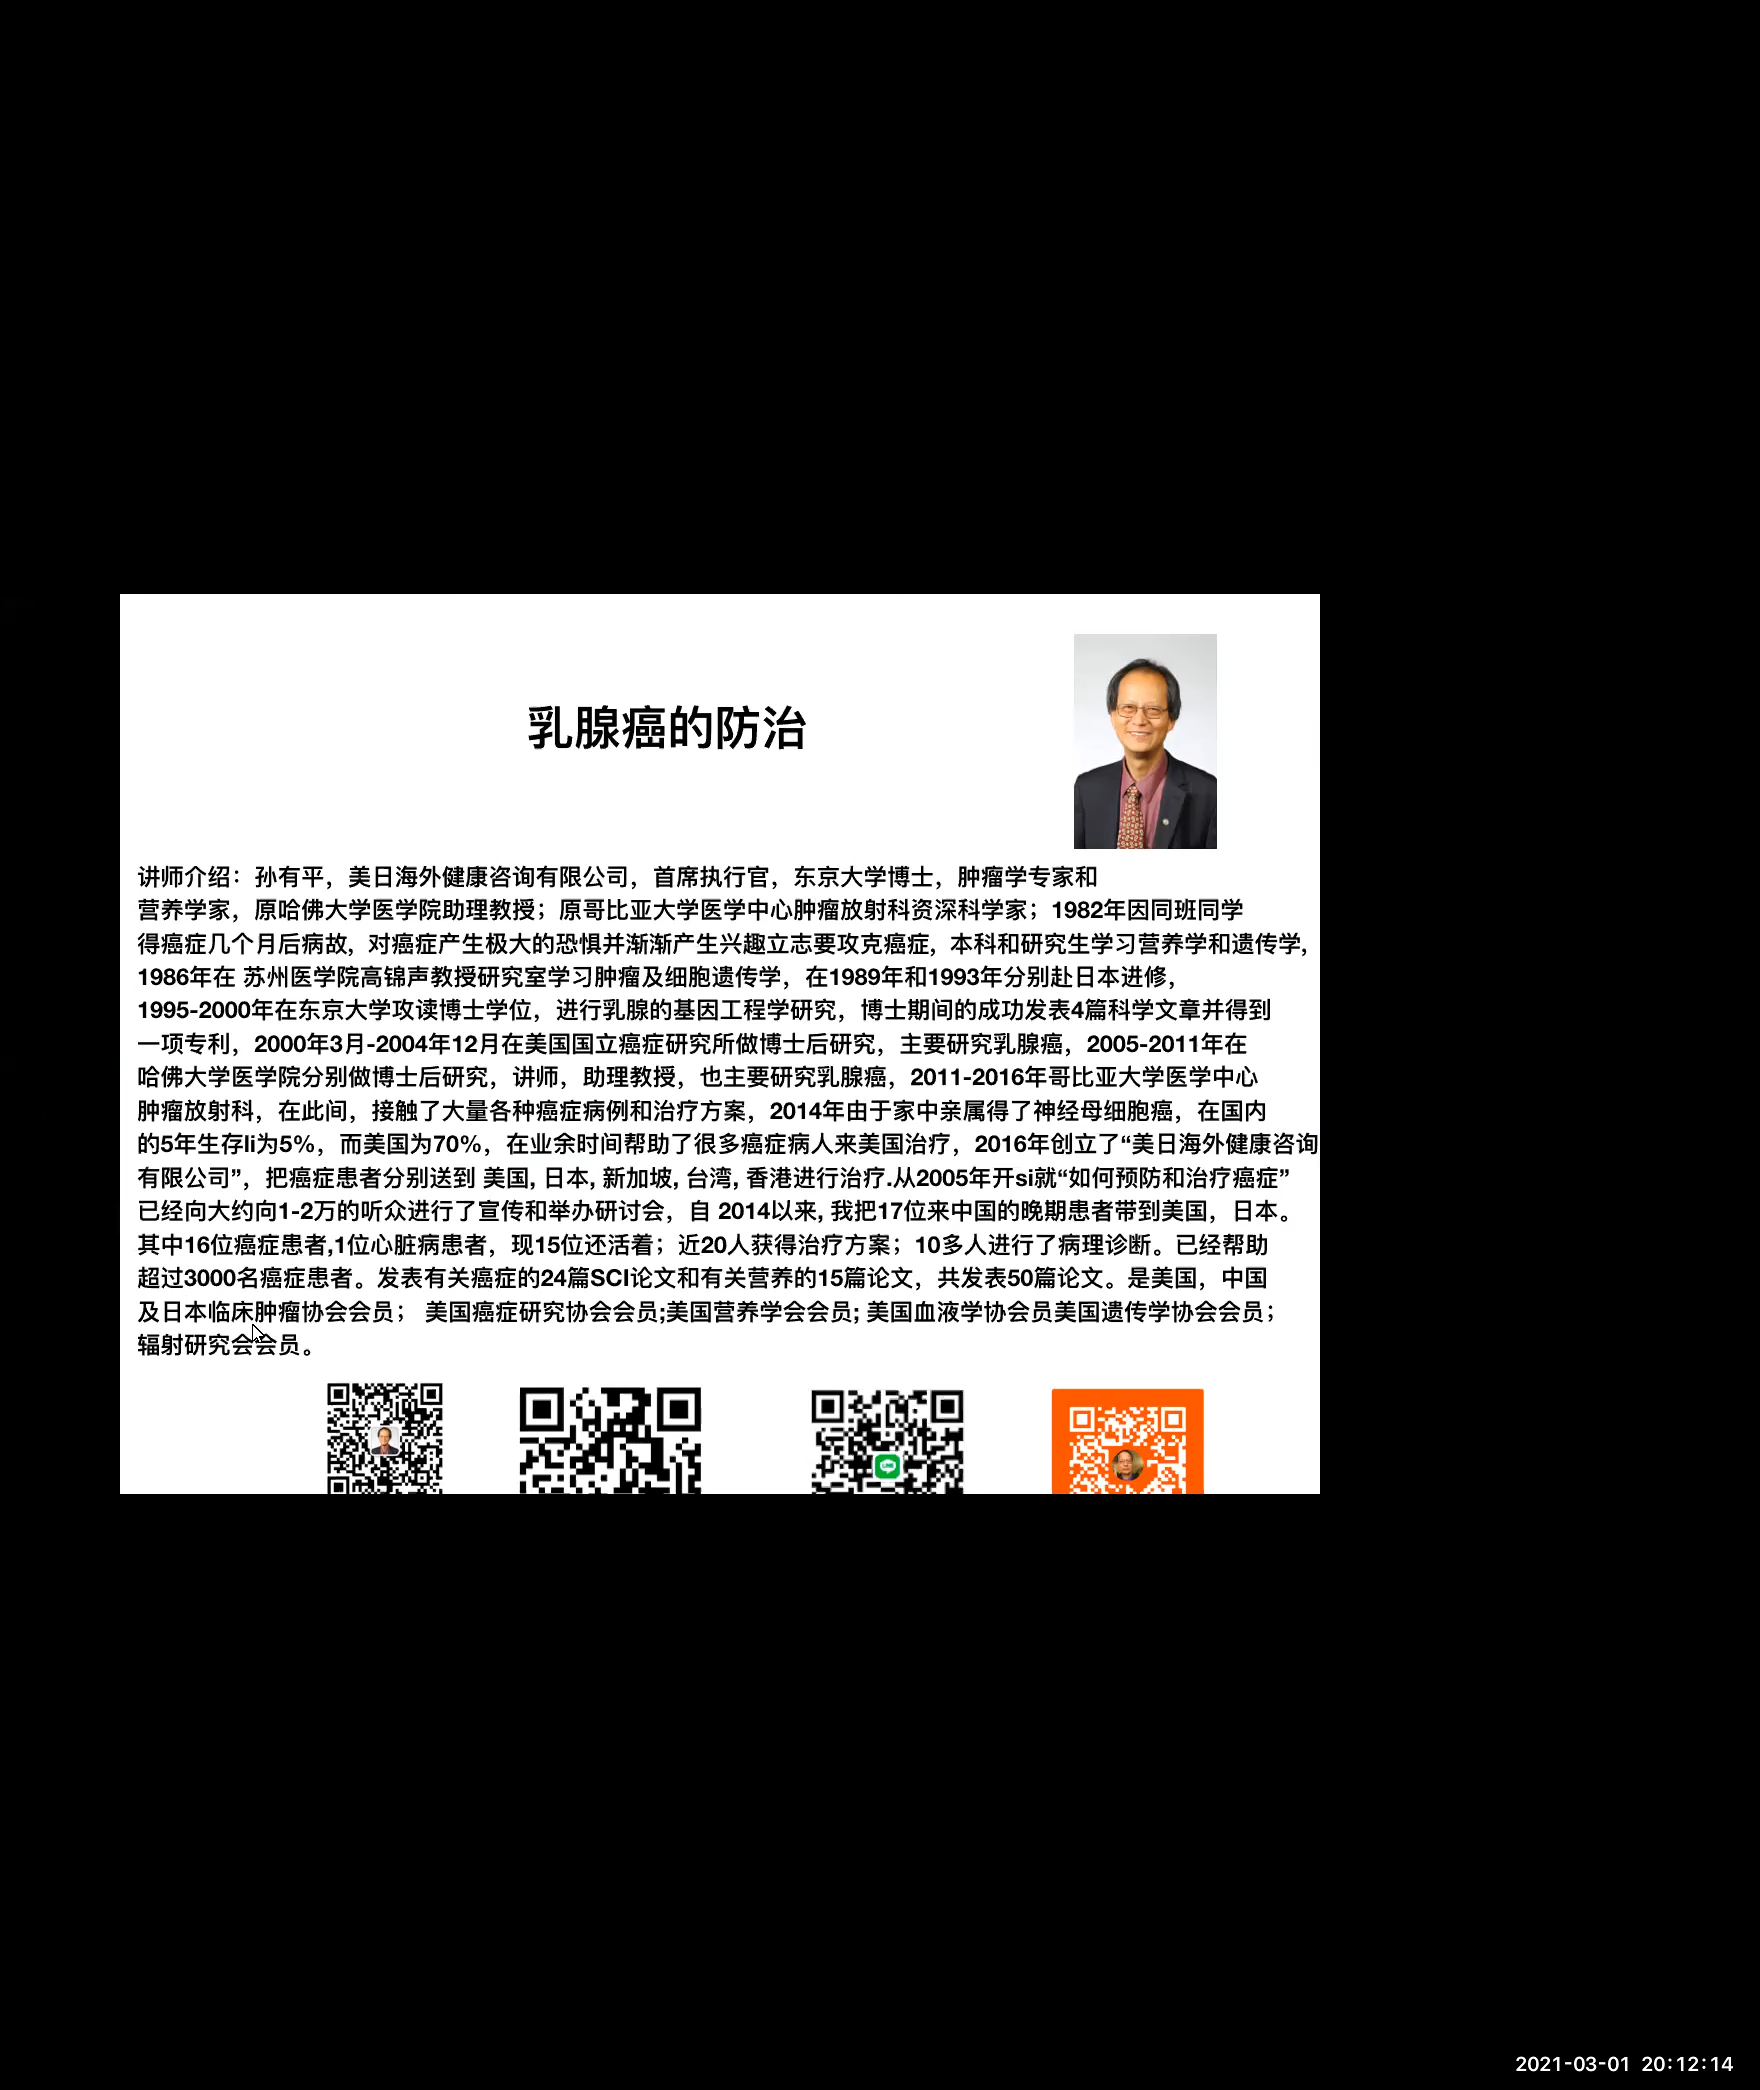 乳腺癌的防治
讲师介绍：孙有平，美日海外健康咨询有限公司，首席执行官，东京大学博士，肿瘤学专家和
营养学家，原哈佛大学医学院助理教授；原哥比亚大学医学中心肿瘤放射科资深科学家；1982年因同班同学
得癌症几个月后病故，对癌症产生极大的恐惧并渐渐产生兴趣立志要攻克癌症，本科和研究生学习营养学和遗传学,
1986年在 苏州医学院高锦声教授研究室学习肿瘤及细胞遗传学，在1989年和1993年分别赴日本进修，
1995-2000年在东京大学攻读博士学位，进行乳腺的基因工程学研究，博士期间的成功发表4篇科学文章并得到
一项专利，2000年3月-2004年12月在美国国立癌症研究所做博士后研究，主要研究乳腺癌，2005-2011年在
哈佛大学医学院分别做博士后研究，讲师，助理教授，也主要研究乳腺癌，2011-2016年哥比亚大学医学中心
肿瘤放射科，在此间，接触了大量各种癌症病例和治疗方案，2014年由于家中亲属得了神经母细胞癌，在国内
的5年生存li为5%，而美国为70%，在业余时间帮助了很多癌症病人来美国治疗，2016年创立了“美日海外健康咨询
有限公司”，把癌症患者分别送到 美国, 日本, 新加坡, 台湾, 香港进行治疗.从2005年开si就“如何预防和治疗癌症”
已经向大约向1-2万的听众进行了宣传和举办研讨会，自 2014以来, 我把17位来中国的晚期患者带到美国，日本。
其中16位癌症患者,1位心脏病患者，现15位还活着；近20人获得治疗方案；10多人进行了病理诊断。已经帮助
超过3000名癌症患者。发表有关癌症的24篇SCI论文和有关营养的15篇论文，共发表50篇论文。是美国，中国
及日本临床肿瘤协会会员； 美国癌症研究协会会员;美国营养学会会员; 美国血液学协会员美国遗传学协会会员；
辐射研究会会员。
LINE
2021-03-01 20:12:14